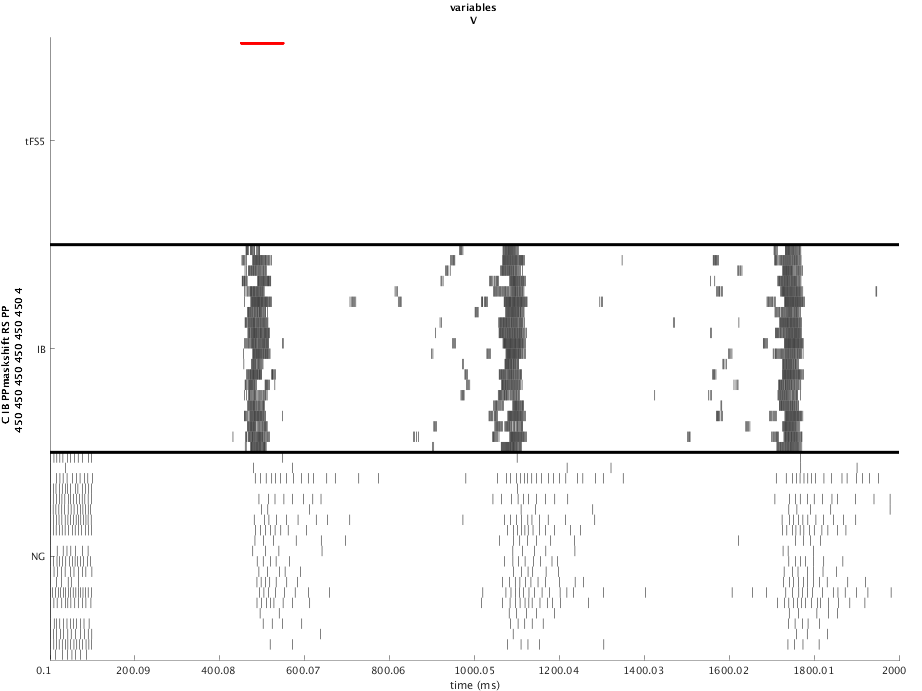 variables
V
tFS5
C IB PPmaskshift RS PP
450 450 450 450 450 450 4
IB
NG
0.1 200.09 400.08 600.07 800.06 1000.05 1200.04 1400.03 1600.02 1800.01 2000
time (ms)